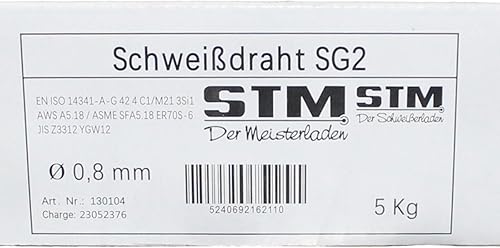 Schweißdraht SG2
EN ISO 14341-A-G 42 4 C1/M21 3Si1
AWS A5.18 / ASME SFA5.18 ER70S-6
JIS Z3312 YGW12
STM
Der Meisterladen
STM
Der Schweißerladen
Ø 0,8 mm
5240692162110
5 Kg
Art. Nr.: 130104
Charge: 23052376